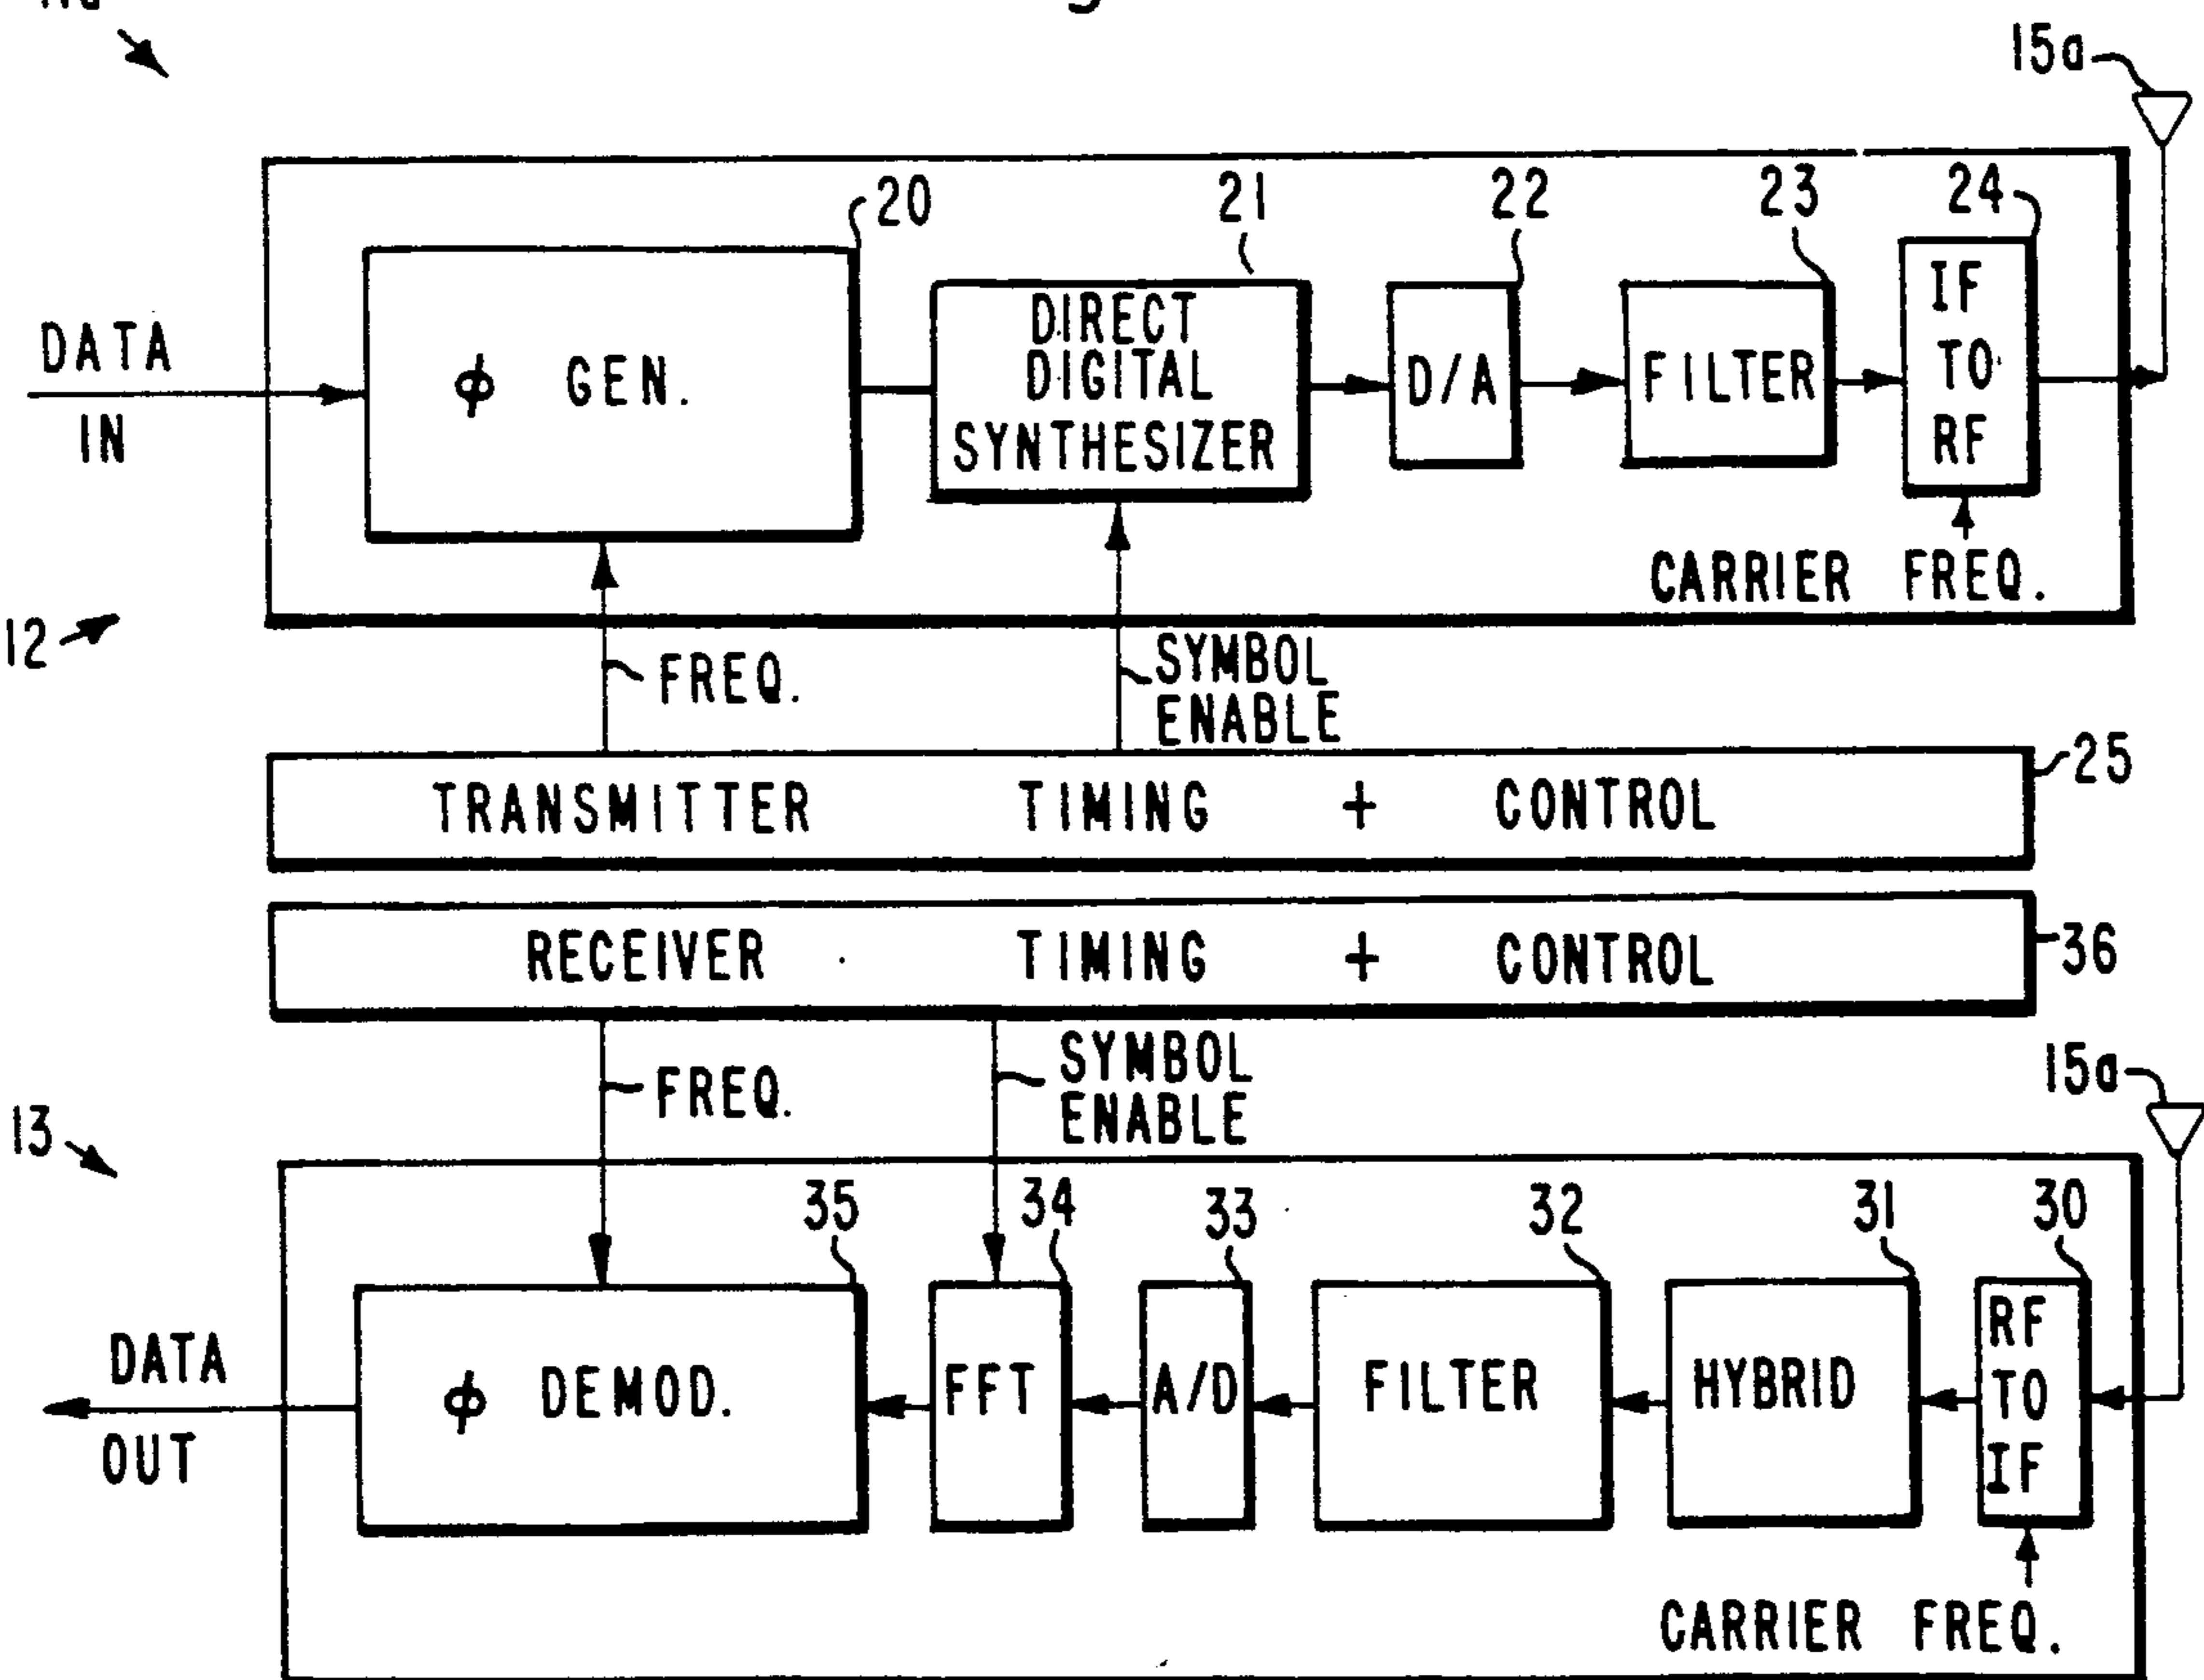 15a
20
21
22
23
24
DATA
IN
ϕ GEN.
DIRECT
DIGITAL
SYNTHESIZER
D/A
FILTER
IF
TO
RF
CARRIER FREQ.
12
FREQ.
SYMBOL
ENABLE
TRANSMITTER TIMING + CONTROL
25
RECEIVER TIMING + CONTROL
36
FREQ.
SYMBOL
ENABLE
15a
13
35
34
33
32
31
30
DATA
OUT
ϕ DEMOD.
FFT
A/D
FILTER
HYBRID
RF
TO
IF
CARRIER FREQ.